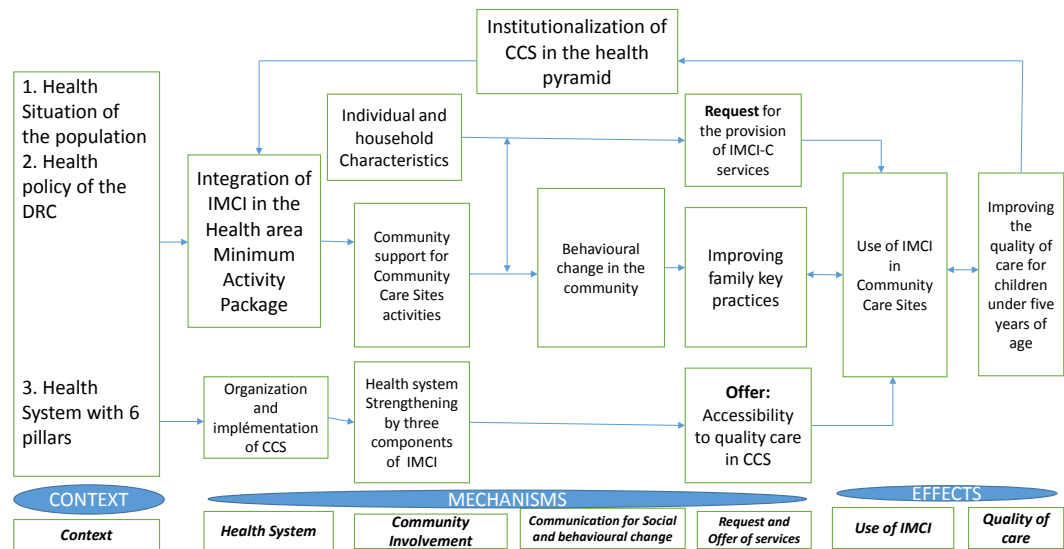 Institutionalization of
CCS in the health
pyramid
1. Health
Situation of
the population
2. Health
policy of the
DRC
3. Health
System with 6
pillars
Individual and
household
Characteristics
Request for
the provision
of IMCI-C
services
Integration of
IMCI in the
Health area
Minimum
Activity
Package
Community
support for
Community
Care Sites
activities
Behavioural
change in the
community
Improving
family key
practices
Use of IMCI
in
Community
Care Sites
Improving
the
quality of
care for
children
under five
years of
age
Organization
and
implémentation
of CCS
Health system
Strengthening
by three
components
of IMCI
Offer:
Accessibility
to quality care
in CCS
CONTEXT
MECHANISMS
EFFECTS
Context
Health System
Community
Involvement
Communication for Social
and behavioural change
Request and
Offer of services
Use of IMCI
Quality of
care